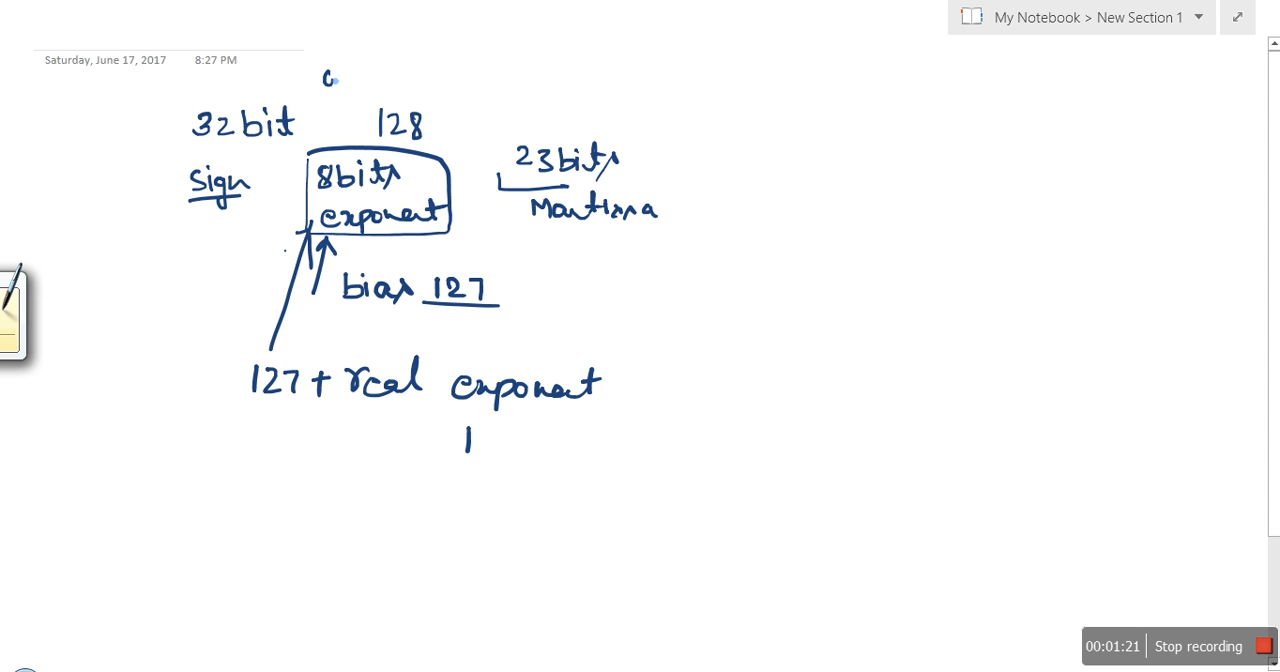 My Notebook > New Section 1
Saturday, June 17, 2017 8:27 PM
32bit 128
Sign
8bits
exponent
23bits
Mantissa
bias 127
127 + real exponent
1
00:01:21 Stop recording